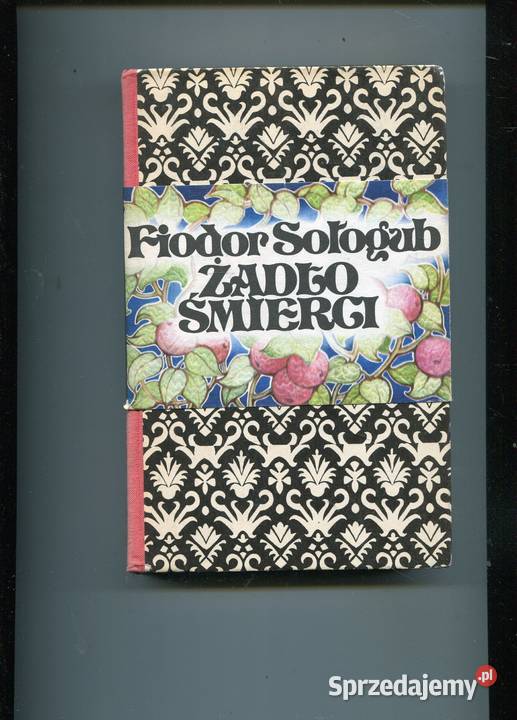 Fiodor Sołogub
ŻĄDŁO
ŚMIERCI
Sprzedajemy.pl